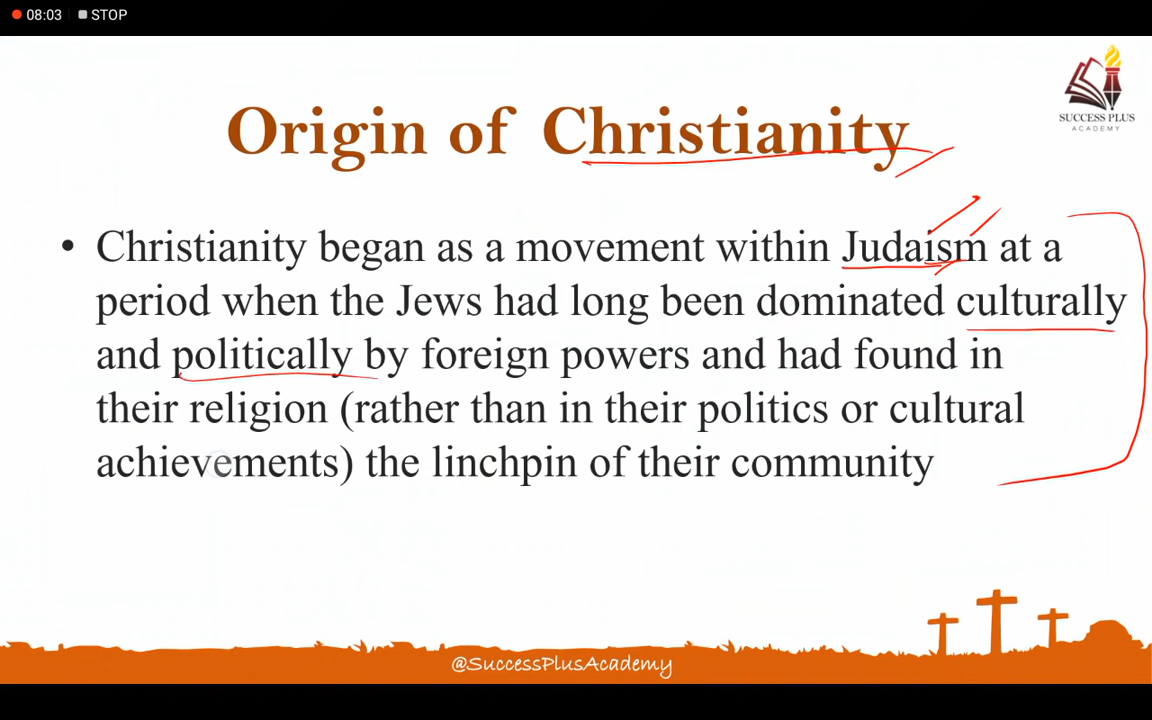 08:03 STOP
SUCCESS PLUS
ACADEMY
Origin of Christianity
• Christianity began as a movement within Judaism at a
period when the Jews had long been dominated culturally
and politically by foreign powers and had found in
their religion (rather than in their politics or cultural
achievements) the linchpin of their community
@SuccessPlusAcademy